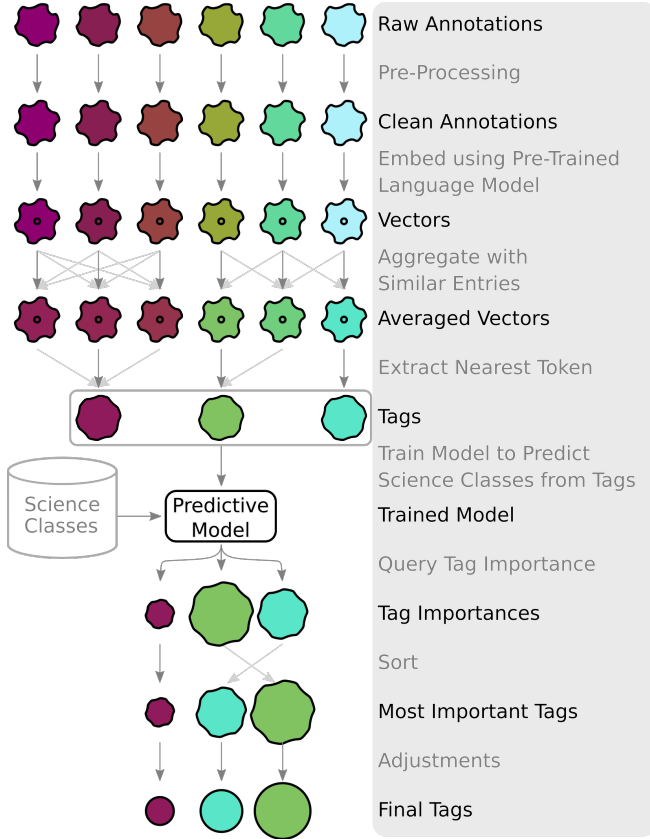 Raw Annotations
Pre-Processing
Clean Annotations
Embed using Pre-Trained
Language Model
Vectors
Aggregate with
Similar Entries
Averaged Vectors
Extract Nearest Token
Tags
Train Model to Predict
Science Classes from Tags
Science
Classes
Predictive
Model
Trained Model
Query Tag Importance
Tag Importances
Sort
Most Important Tags
Adjustments
Final Tags